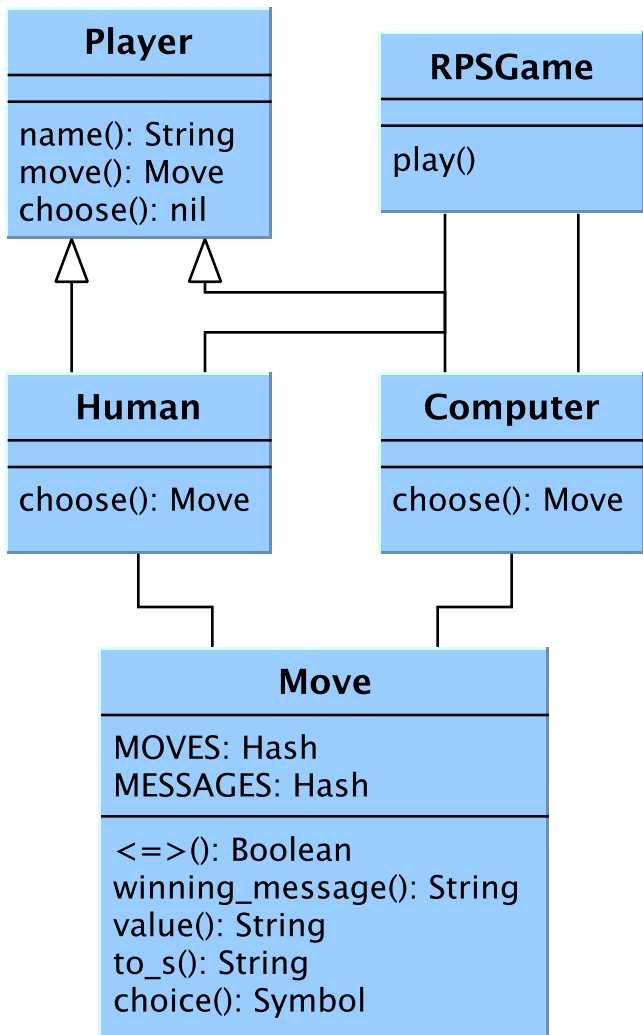 Player
name(): String
move(): Move
choose(): nil
RPSGame
play()
Human
choose(): Move
Computer
choose(): Move
Move
MOVES: Hash
MESSAGES: Hash
<=>(): Boolean
winning_message(): String
value(): String
to_s(): String
choice(): Symbol